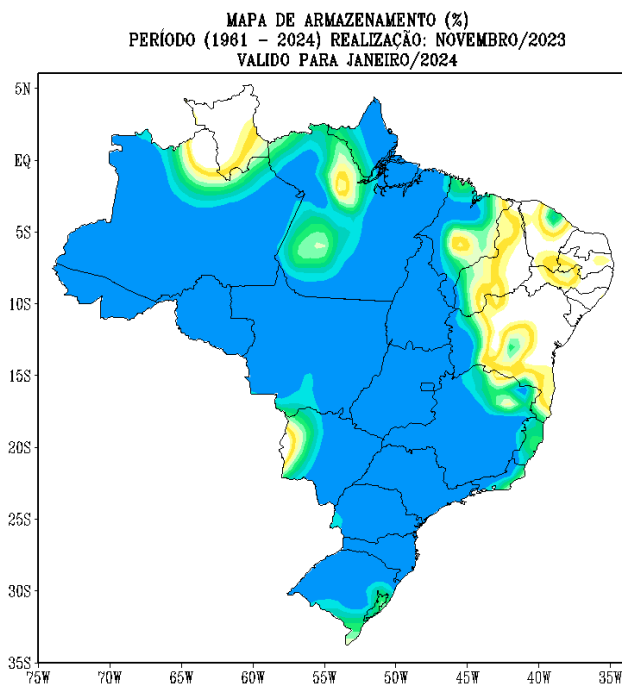 MAPA DE ARMAZENAMENTO (%)
PERÍODO (1961 - 2024) REALIZAÇÃO: NOVEMBRO/2023
VALIDO PARA JANEIRO/2024
5N
EQ
5S
10S
15S
20S
25S
30S
35S
75W 70W 65W 60W 55W 50W 45W 40W 35W